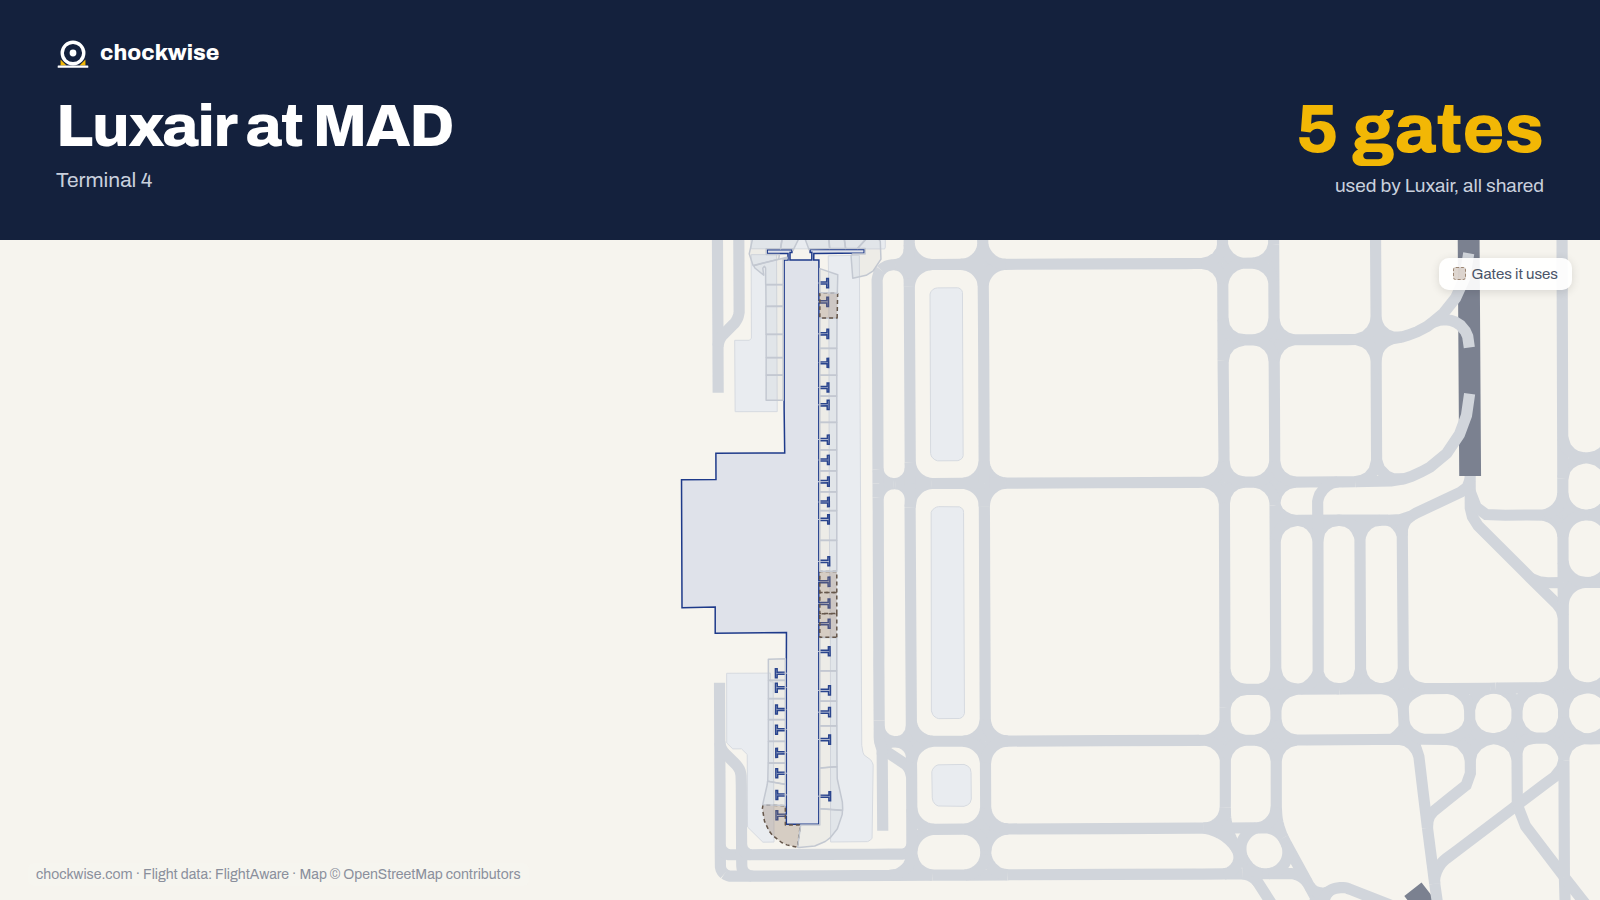 chockwise
Luxair at MAD
Terminal 4
5 gates
used by Luxair, all shared
Gates it uses
chockwise.com · Flight data: FlightAware · Map © OpenStreetMap contributors